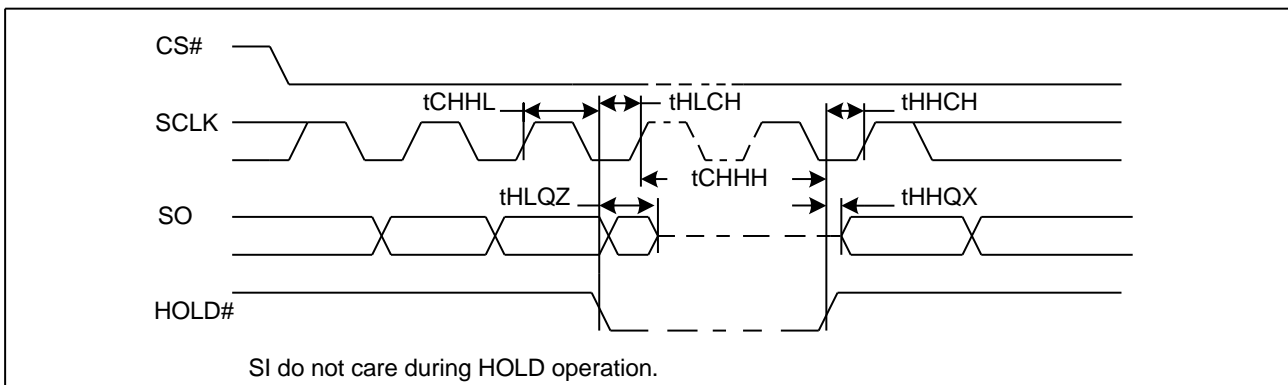 CS#
tCHHL
tHLCH
tHHCH
SCLK
tCHHH
tHLQZ
tHHQX
SO
HOLD#
SI do not care during HOLD operation.